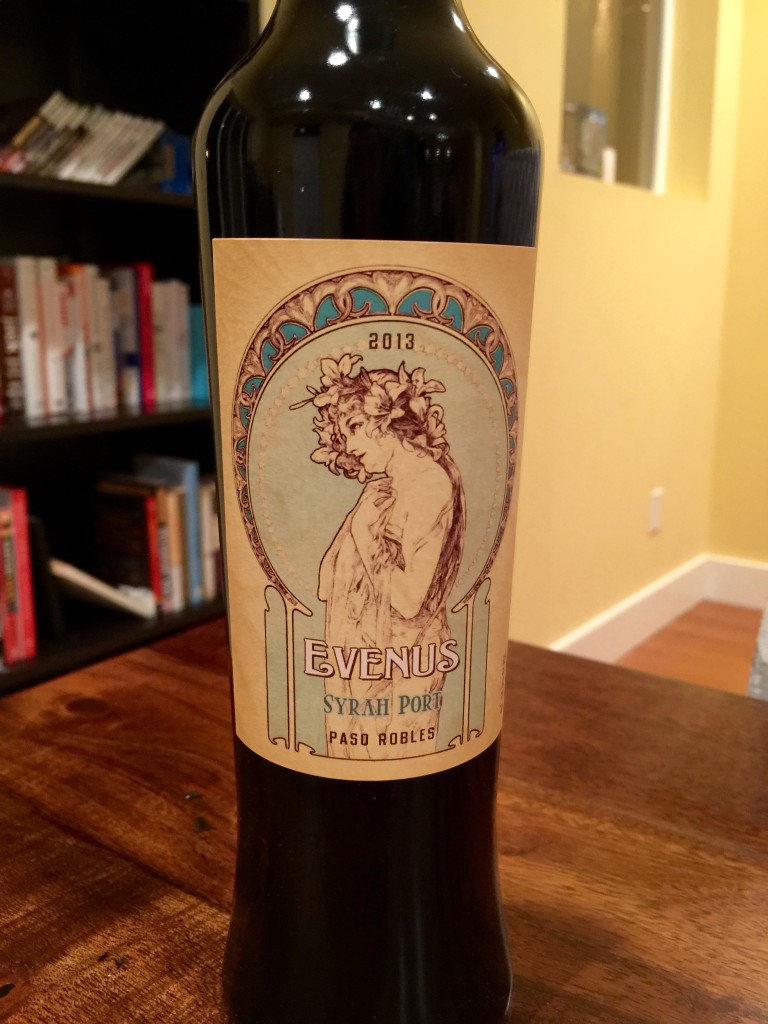 2013
EVENUS
SYRAH PORT
PASO ROBLES